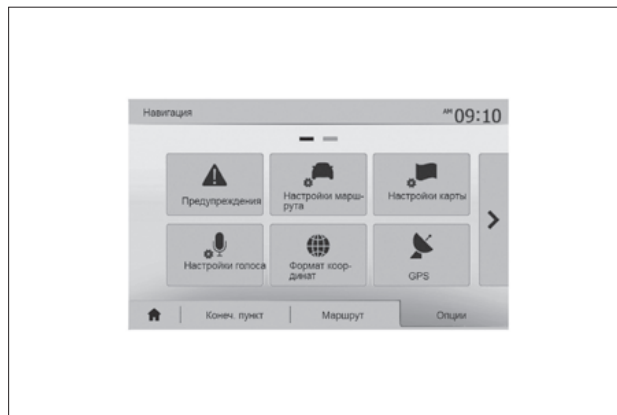 Навигация
AM 09:10
Предупреждения
Настройки марш-
рута
Настройки карты
Настройки голоса
Формат коор-
динат
GPS
Конеч. пункт
Маршрут
Опции